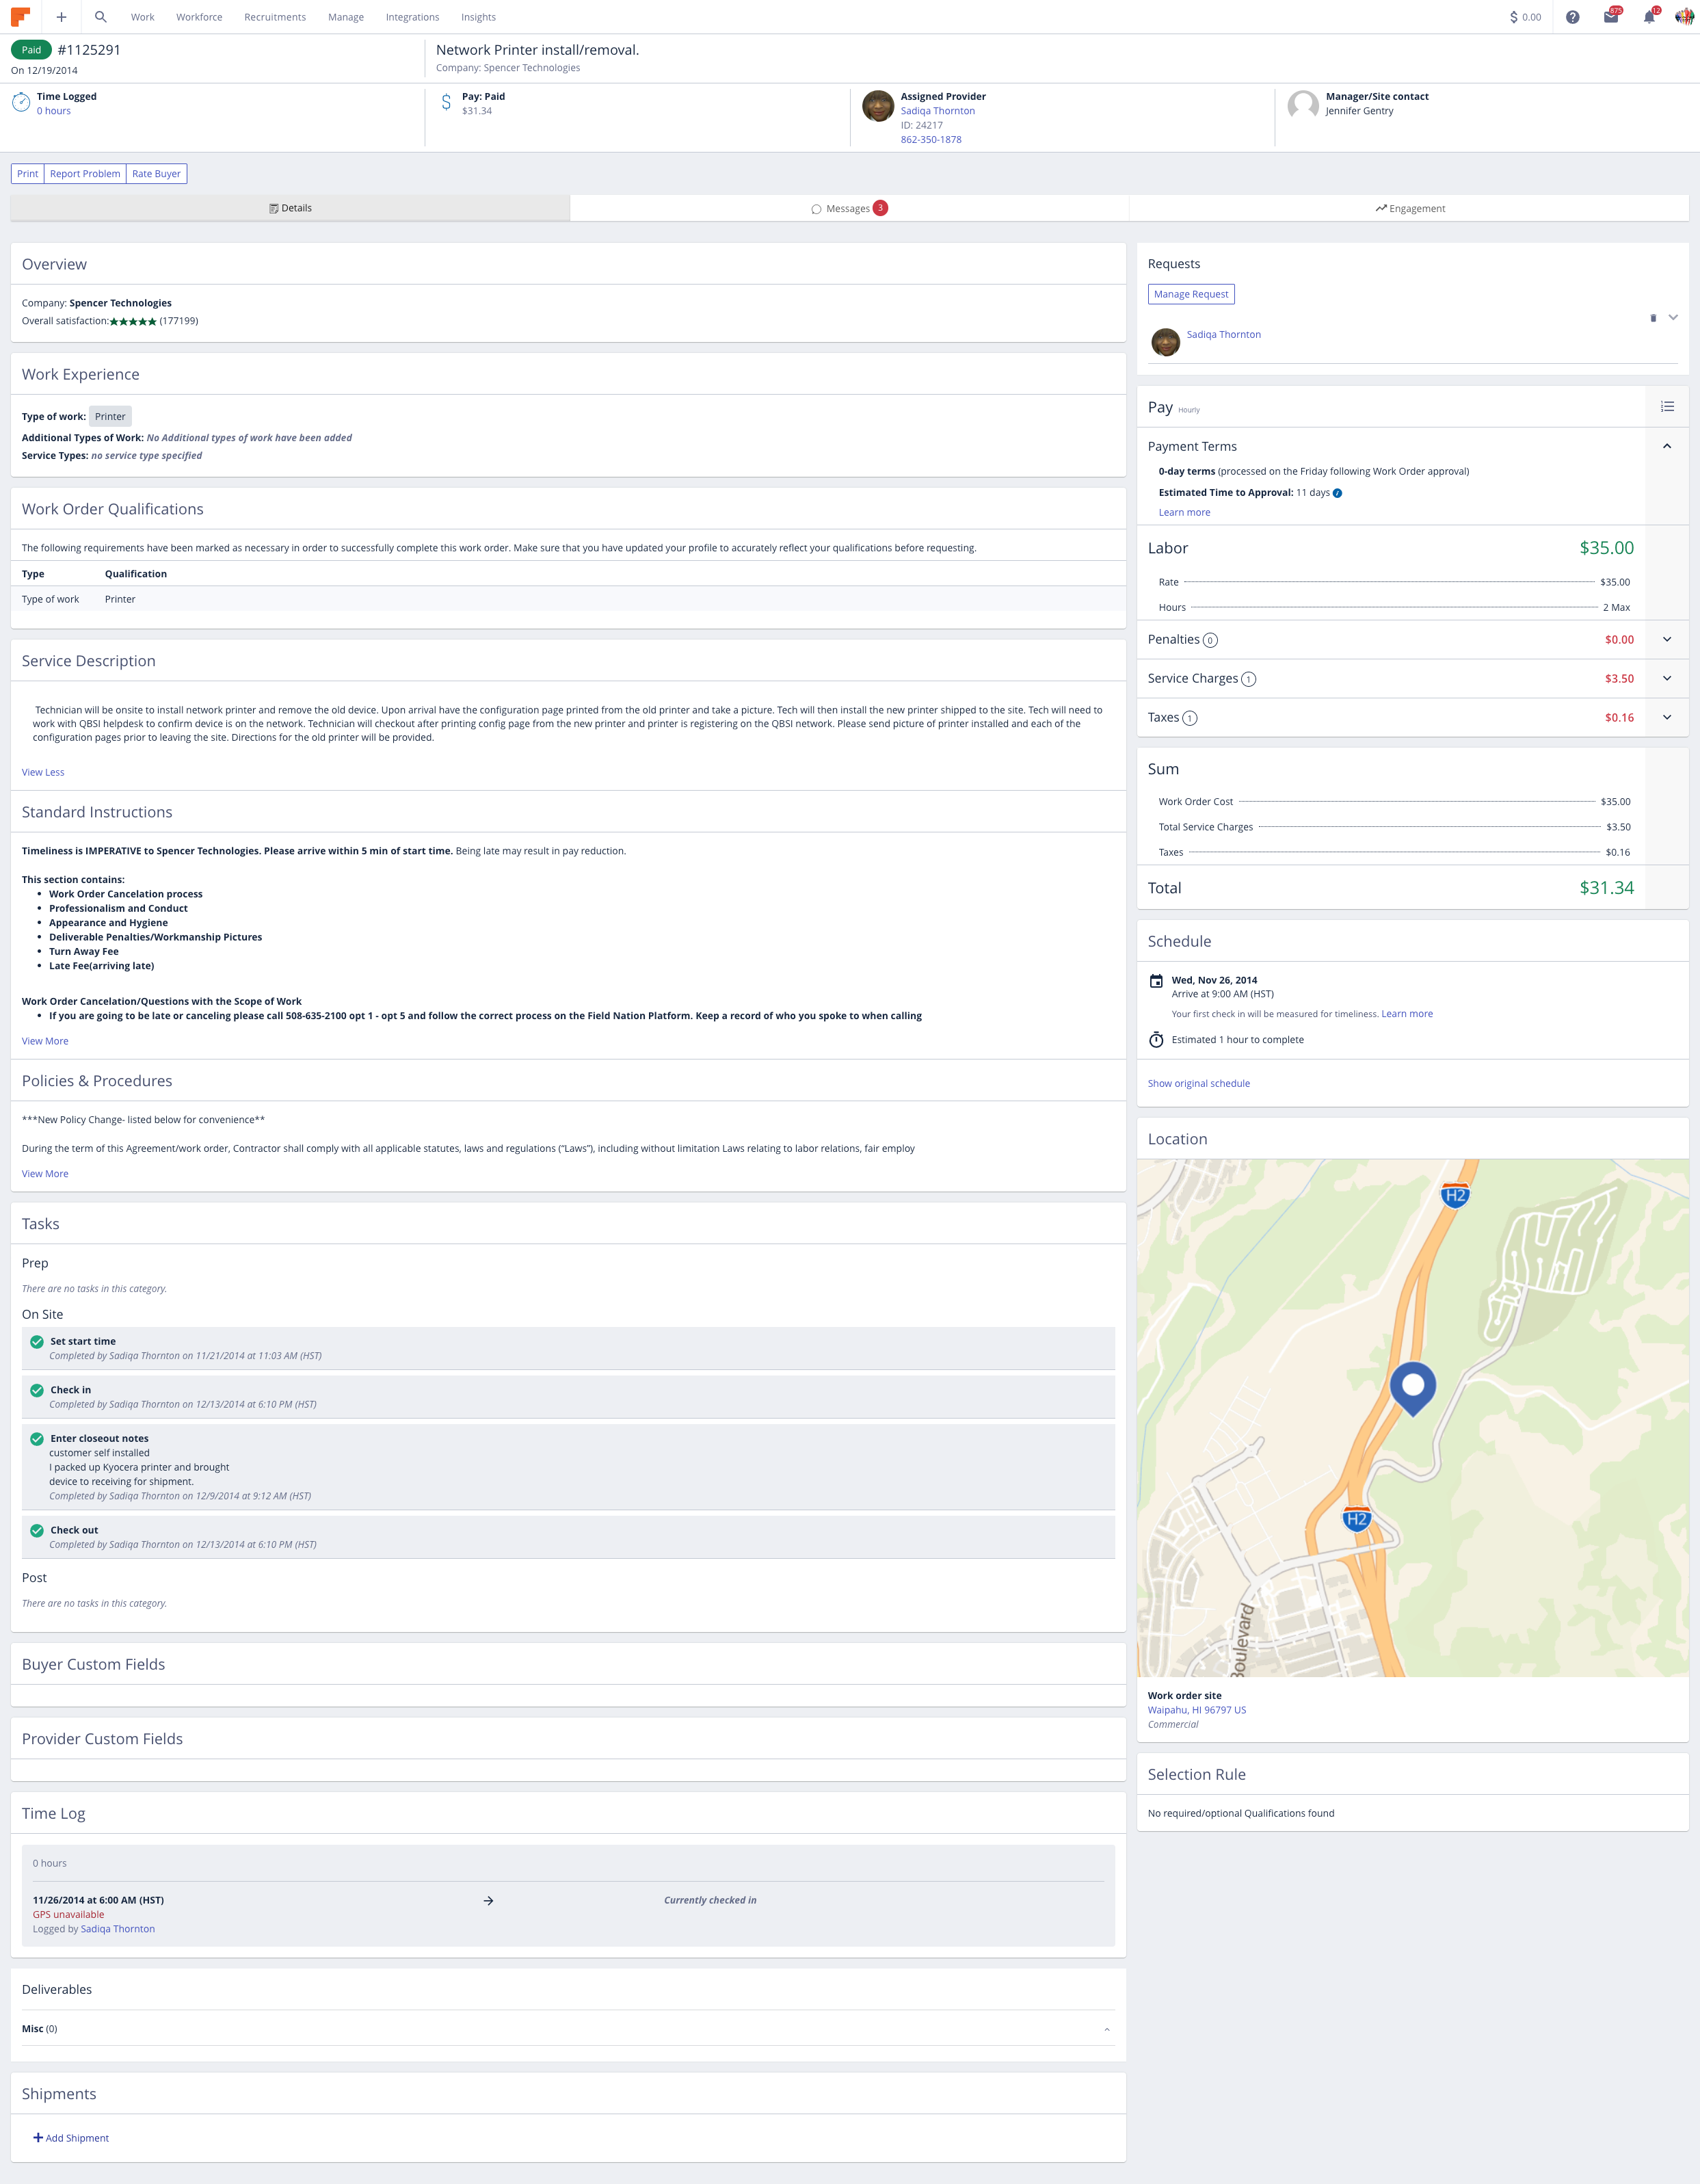 Work Workforce Recruitments Manage Integrations Insights
$ 0.00
875
12
Paid #1125291
On 12/19/2014
Network Printer install/removal.
Company: Spencer Technologies
Time Logged
0 hours
Pay: Paid
$31.34
Assigned Provider
Sadiqa Thornton
ID: 24217
862-350-1878
Manager/Site contact
Jennifer Gentry
Print Report Problem Rate Buyer
Details Messages 3 Engagement
Overview
Company: Spencer Technologies
Overall satisfaction:★★★★★ (177199)
Work Experience
Type of work: Printer
Additional Types of Work: No Additional types of work have been added
Service Types: no service type specified
Work Order Qualifications
The following requirements have been marked as necessary in order to successfully complete this work order. Make sure that you have updated your profile to accurately reflect your qualifications before requesting.
Type Qualification
Type of work Printer
Service Description
Technician will be onsite to install network printer and remove the old device. Upon arrival have the configuration page printed from the old printer and take a picture. Tech will then install the new printer shipped to the site. Tech will need to
work with QBSI helpdesk to confirm device is on the network. Technician will checkout after printing config page from the new printer and printer is registering on the QBSI network. Please send picture of printer installed and each of the
configuration pages prior to leaving the site. Directions for the old printer will be provided.
View Less
Standard Instructions
Timeliness is IMPERATIVE to Spencer Technologies. Please arrive within 5 min of start time. Being late may result in pay reduction.
This section contains:
• Work Order Cancelation process
• Professionalism and Conduct
• Appearance and Hygiene
• Deliverable Penalties/Workmanship Pictures
• Turn Away Fee
• Late Fee(arriving late)
Work Order Cancelation/Questions with the Scope of Work
• If you are going to be late or canceling please call 508-635-2100 opt 1 - opt 5 and follow the correct process on the Field Nation Platform. Keep a record of who you spoke to when calling
View More
Policies & Procedures
***New Policy Change- listed below for convenience**
During the term of this Agreement/work order, Contractor shall comply with all applicable statutes, laws and regulations (“Laws”), including without limitation Laws relating to labor relations, fair employ
View More
Tasks
Prep
There are no tasks in this category.
On Site
Set start time
Completed by Sadiqa Thornton on 11/21/2014 at 11:03 AM (HST)
Check in
Completed by Sadiqa Thornton on 12/13/2014 at 6:10 PM (HST)
Enter closeout notes
customer self installed
I packed up Kyocera printer and brought
device to receiving for shipment.
Completed by Sadiqa Thornton on 12/9/2014 at 9:12 AM (HST)
Check out
Completed by Sadiqa Thornton on 12/13/2014 at 6:10 PM (HST)
Post
There are no tasks in this category.
Buyer Custom Fields
Provider Custom Fields
Time Log
0 hours
11/26/2014 at 6:00 AM (HST) → Currently checked in
GPS unavailable
Logged by Sadiqa Thornton
Deliverables
Misc (0)
Shipments
+ Add Shipment
Requests
Manage Request
Sadiqa Thornton
Pay Hourly
Payment Terms
0-day terms (processed on the Friday following Work Order approval)
Estimated Time to Approval: 11 days
Learn more
Labor $35.00
Rate $35.00
Hours 2 Max
Penalties 0 $0.00
Service Charges 1 $3.50
Taxes 1 $0.16
Sum
Work Order Cost $35.00
Total Service Charges $3.50
Taxes $0.16
Total $31.34
Schedule
Wed, Nov 26, 2014
Arrive at 9:00 AM (HST)
Your first check in will be measured for timeliness. Learn more
Estimated 1 hour to complete
Show original schedule
Location
H2
H2
Boulevard
Work order site
Waipahu, HI 96797 US
Commercial
Selection Rule
No required/optional Qualifications found